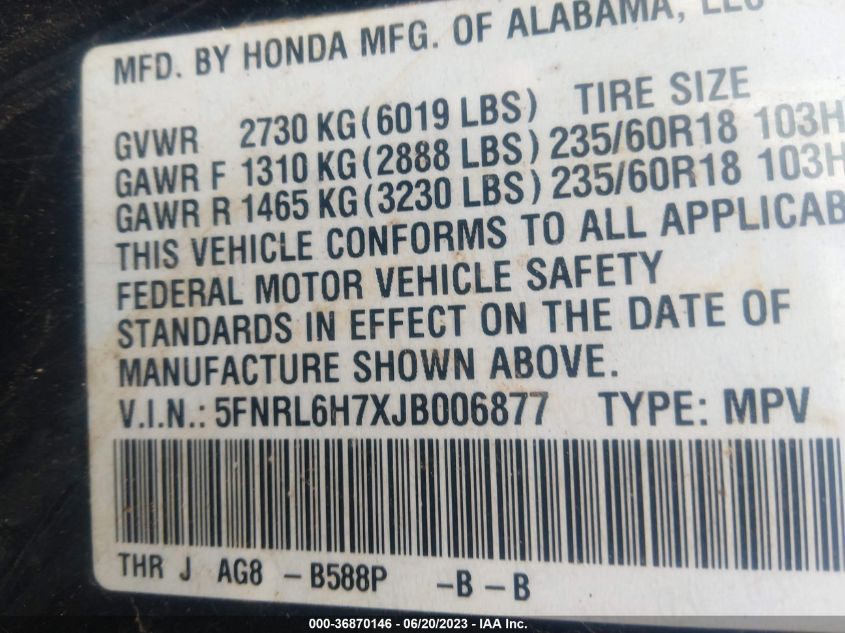 MFD. BY HONDA MFG. OF ALABAMA, LLC
GVWR 2730 KG (6019 LBS) TIRE SIZE
GAWR F 1310 KG (2888 LBS) 235/60R18 103H
GAWR R 1465 KG (3230 LBS) 235/60R18 103H
THIS VEHICLE CONFORMS TO ALL APPLICAB
FEDERAL MOTOR VEHICLE SAFETY
STANDARDS IN EFFECT ON THE DATE OF
MANUFACTURE SHOWN ABOVE.
V.I.N.: 5FNRL6H7XJB006877 TYPE: MPV
THR J AG8 - B588P - B - B
000-36870146 - 06/20/2023 - IAA Inc.